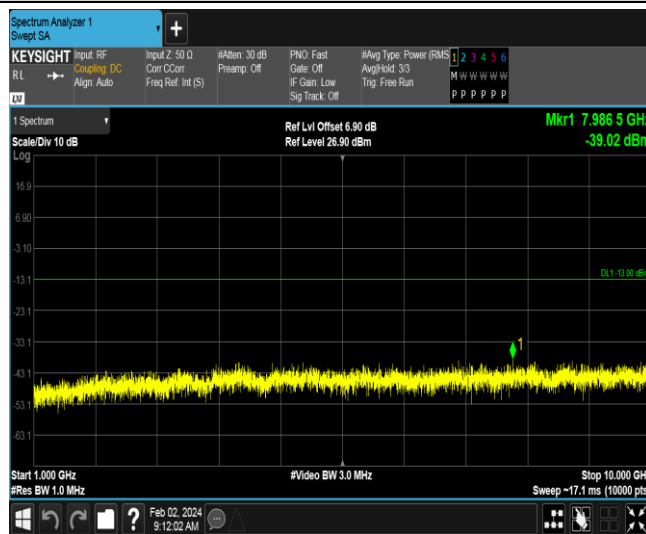 Spectrum Analyzer 1
Swept SA
KEYSIGHT
RL
LXI
Input: RF
Coupling: DC
Align: Auto
Input Z: 50 Ω
Corr CCorr
Freq Ref: Int (S)
#Atten: 30 dB
Preamp: Off
PNO: Fast
Gate: Off
IF Gain: Low
Sig Track: Off
#Avg Type: Power (RMS
Avg|Hold: 3/3
Trig: Free Run
1 2 3 4 5 6
M W W W W W
P P P P P P
1 Spectrum
Scale/Div 10 dB
Log
Ref Lvl Offset 6.90 dB
Ref Level 26.90 dBm
Mkr1 7.986 5 GHz
-39.02 dBm
16.9
6.90
-3.10
-13.1
DL1 -13.00 dBm
-23.1
-33.1
1
-43.1
-53.1
-63.1
Start 1.000 GHz
#Res BW 1.0 MHz
#Video BW 3.0 MHz
Stop 10.000 GH
Sweep ~17.1 ms (10000 pts
?
Feb 02, 2024
9:12:02 AM